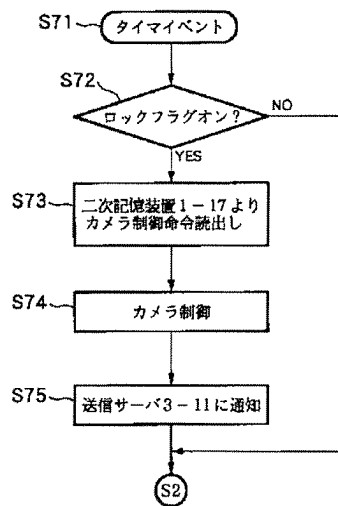 S71
タイマイベント
S72
ロックフラグオン?
NO
YES
S73
二次記憶装置1-17より
カメラ制御命令読出し
S74
カメラ制御
S75
送信サーバ3-11に通知
S2